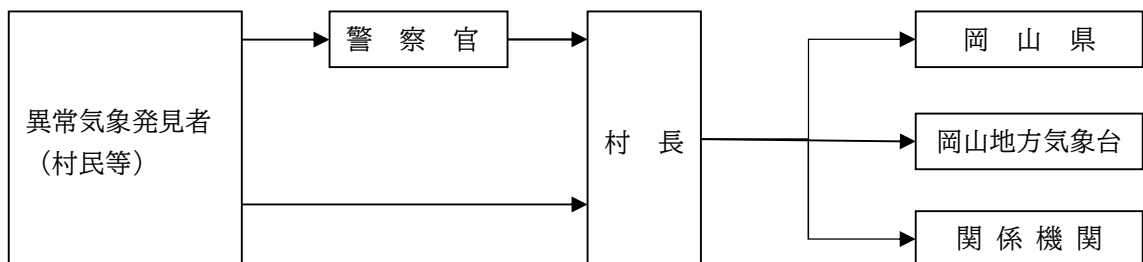 異常気象発見者
（村民等）
警察官
村長
岡山県
岡山地方気象台
関係機関